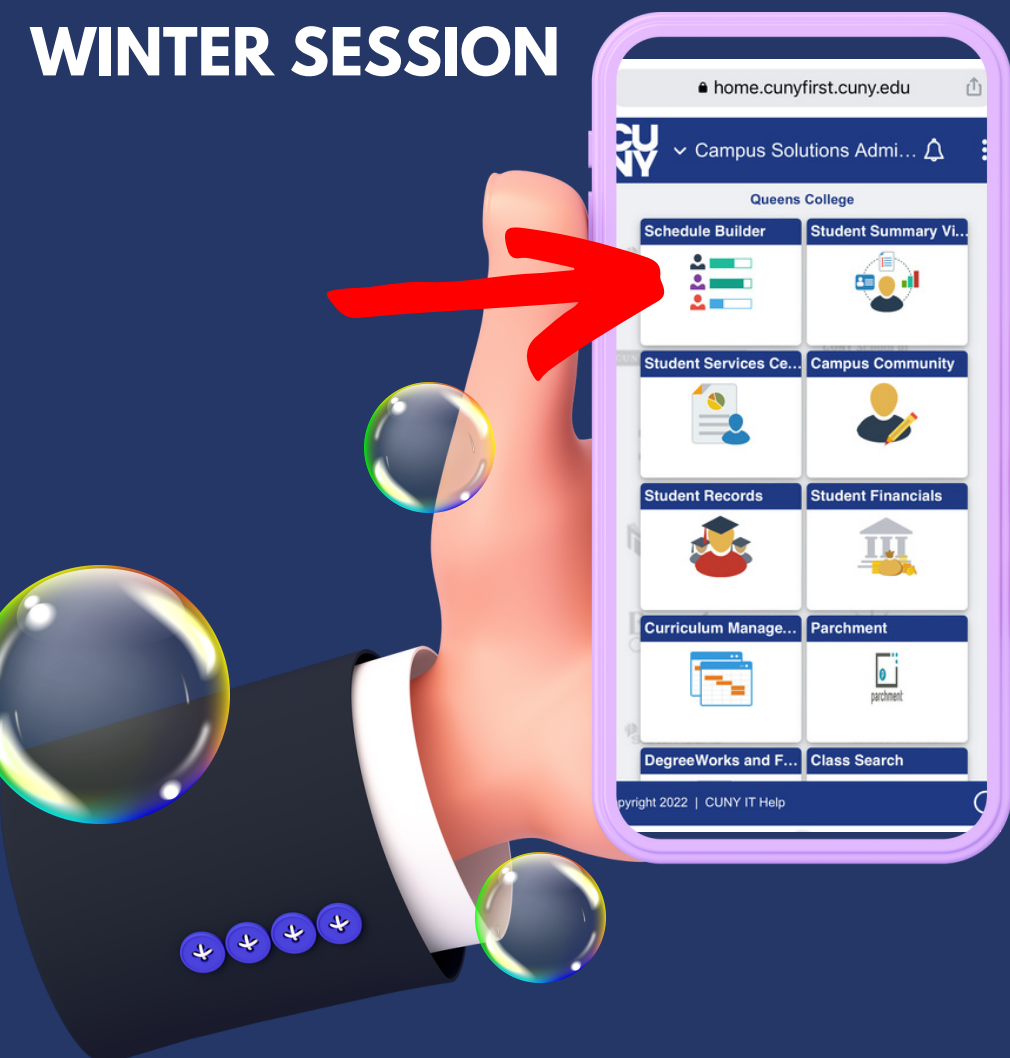 WINTER SESSION
home.cunyfirst.cuny.edu
CU
NY
Campus Solutions Admi...
Queens College
Schedule Builder
Student Summary Vi...
Student Services Ce...
Campus Community
Student Records
Student Financials
Curriculum Manage...
Parchment
parchment
DegreeWorks and F...
Class Search
pyright 2022 | CUNY IT Help